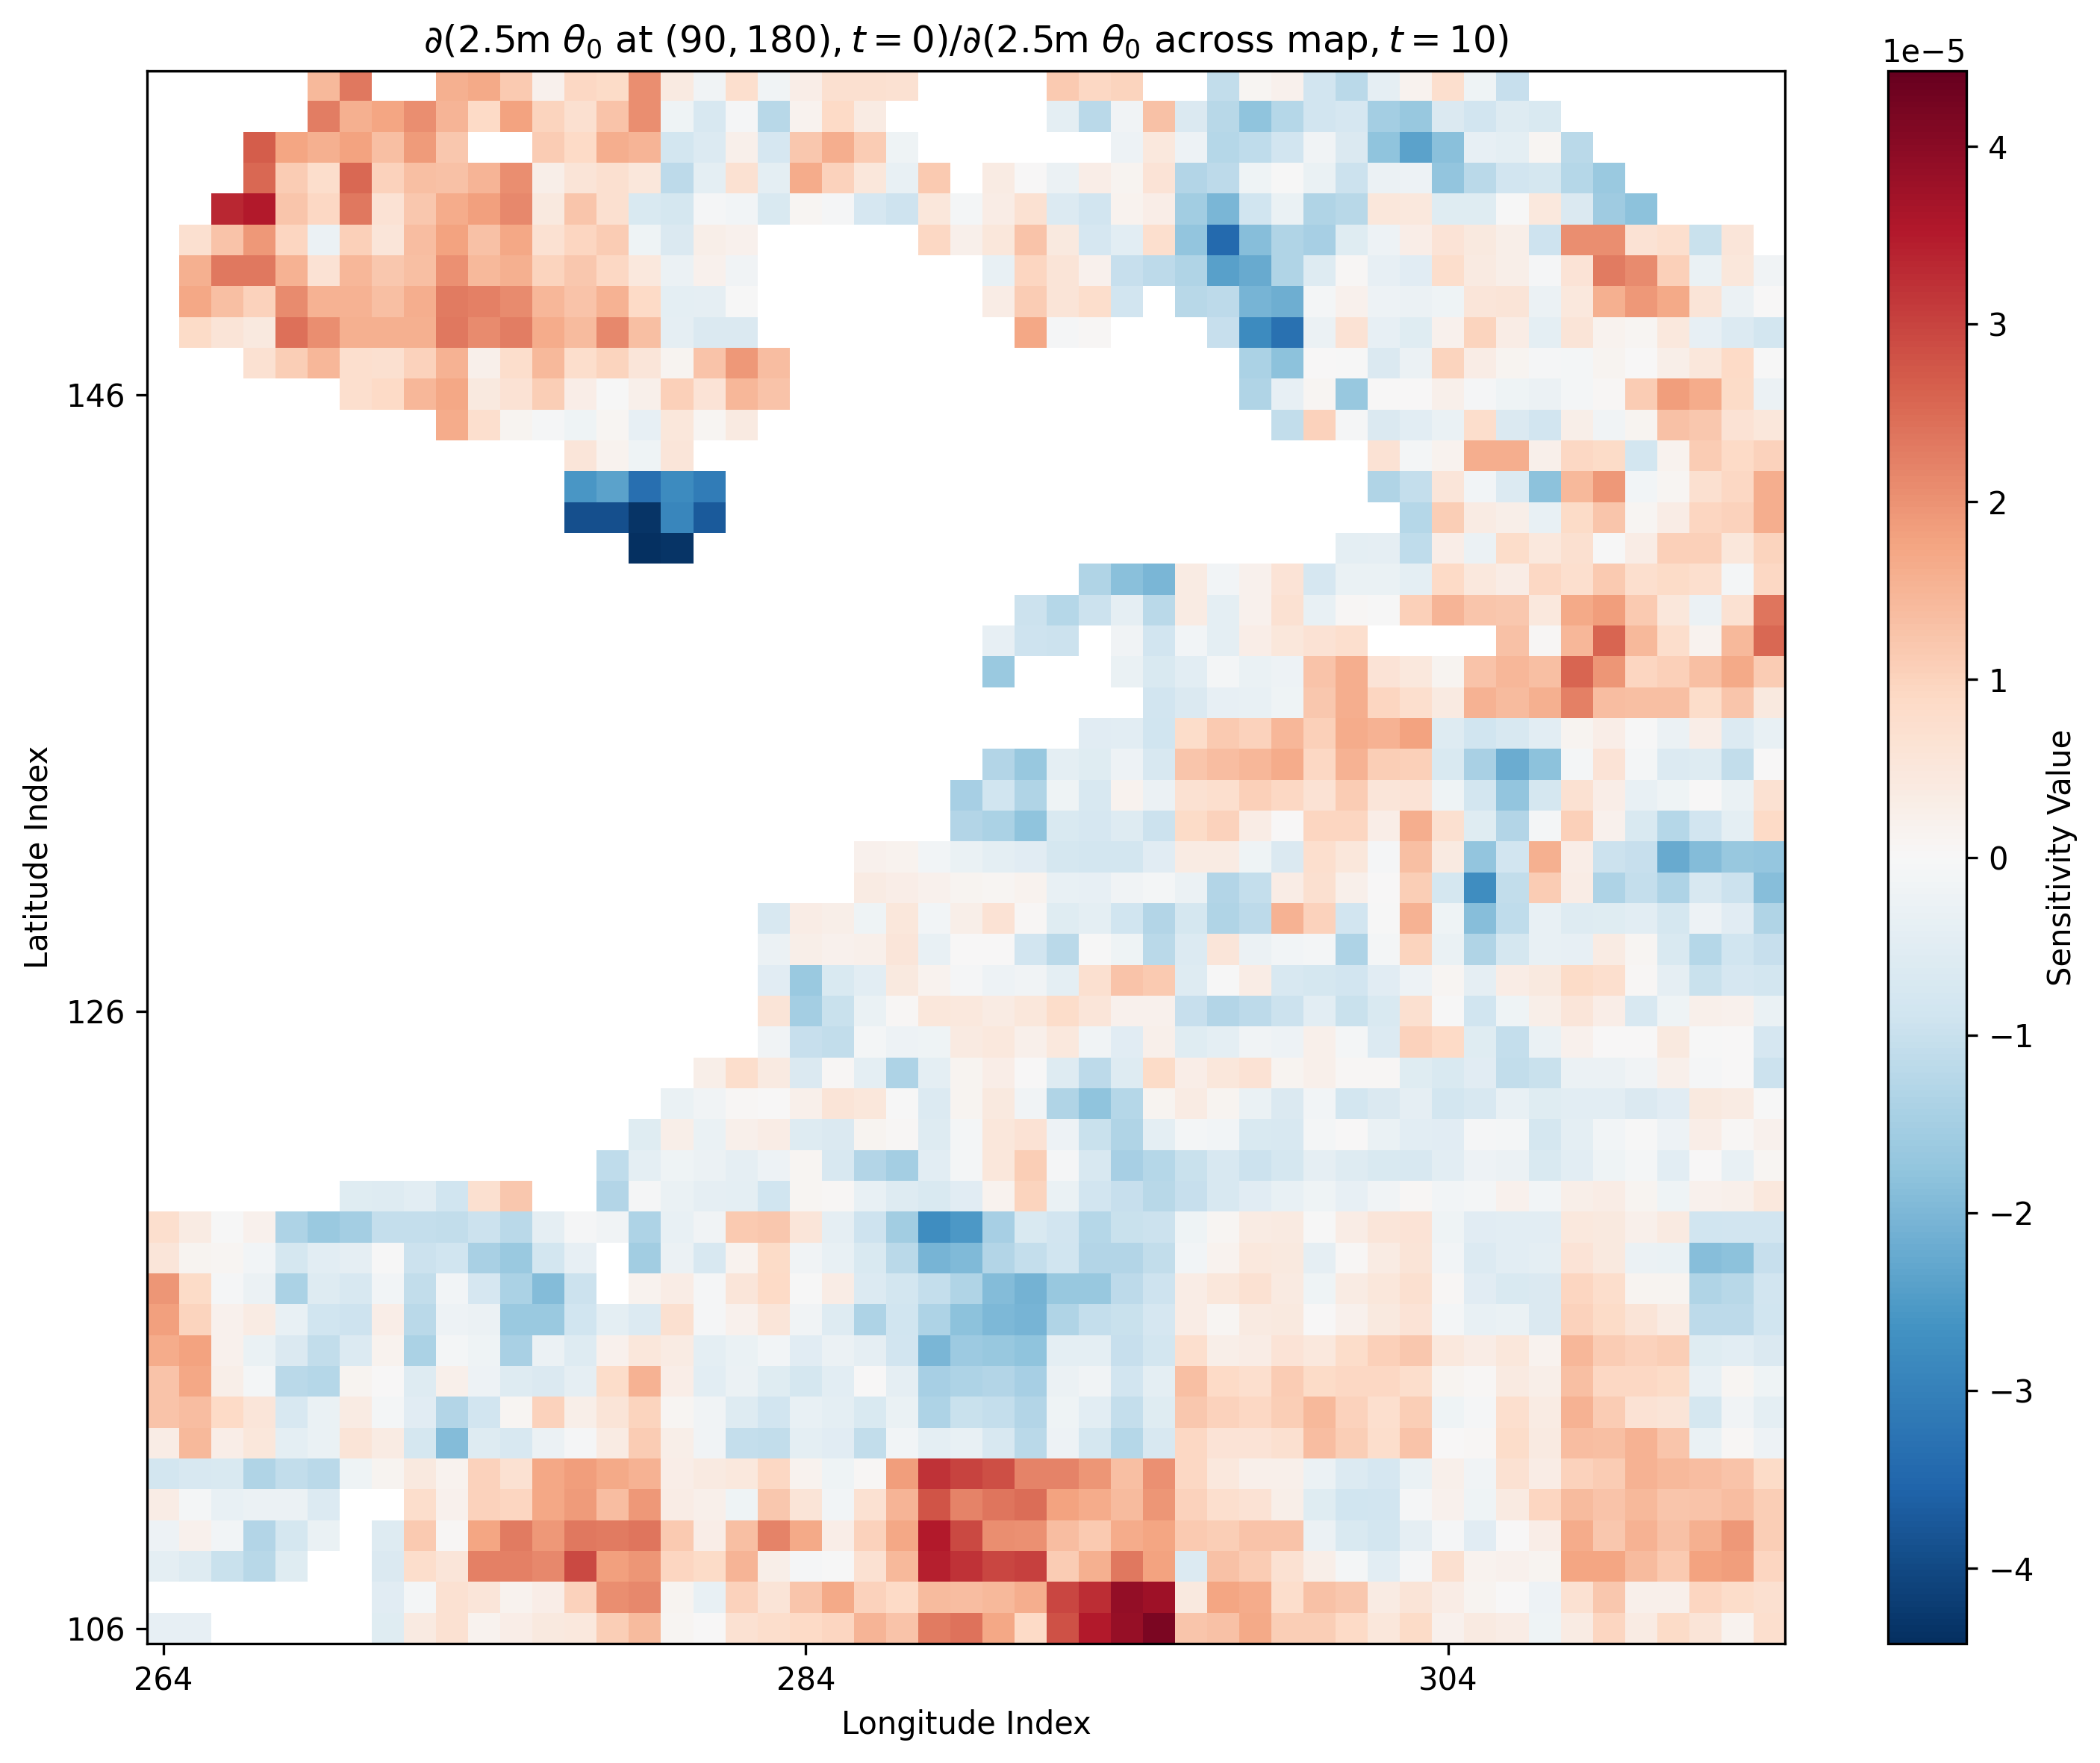 ∂(2.5m θ₀ at (90, 180), t = 0)/∂(2.5m θ₀ across map, t = 10)
1e−5
4
3
2
1
0
−1
−2
−3
−4
Sensitivity Value
Latitude Index
146
126
106
264 284 304
Longitude Index